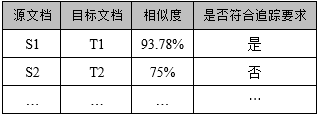 源文档 目标文档 相似度 是否符合追踪要求
S1 T1 93.78% 是
S2 T2 75% 否
… … … …